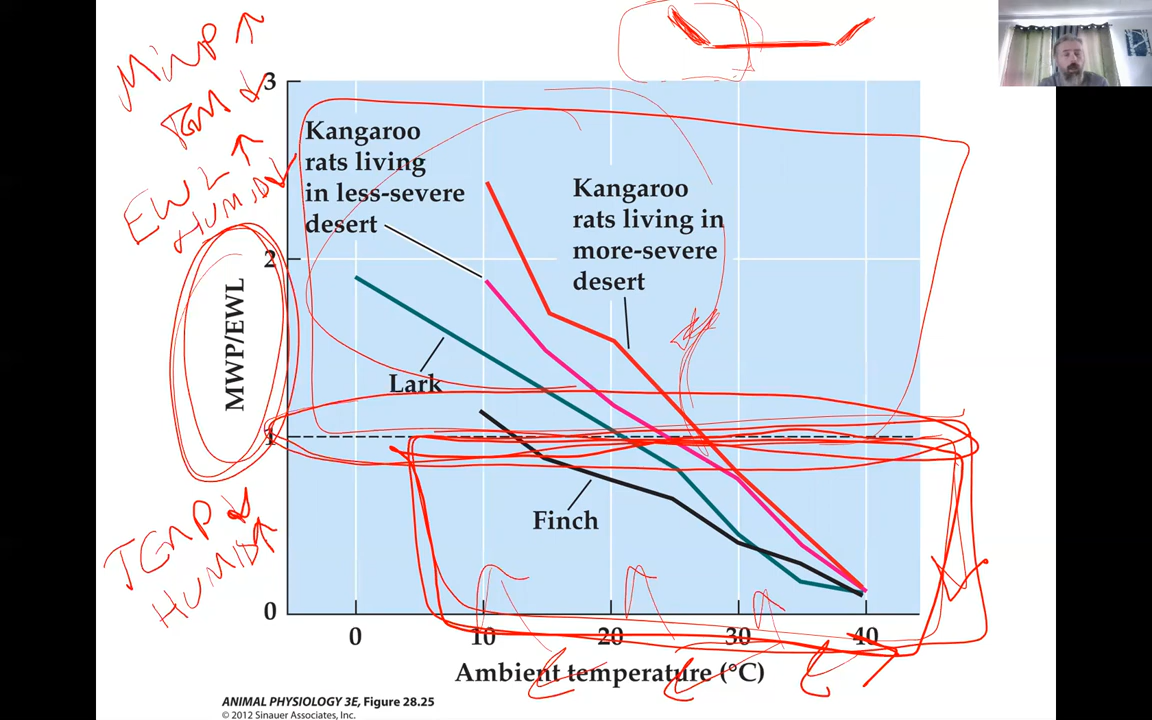 MWP
TEM
EWL
HUMID
3
2
1
0
MWP/EWL
Kangaroo
rats living
in less-severe
desert
Kangaroo
rats living in
more-severe
desert
Lark
Finch
TEMP
HUMID
0 10 20 30 40
Ambient temperature (°C)
ANIMAL PHYSIOLOGY 3E, Figure 28.25
© 2012 Sinauer Associates, Inc.